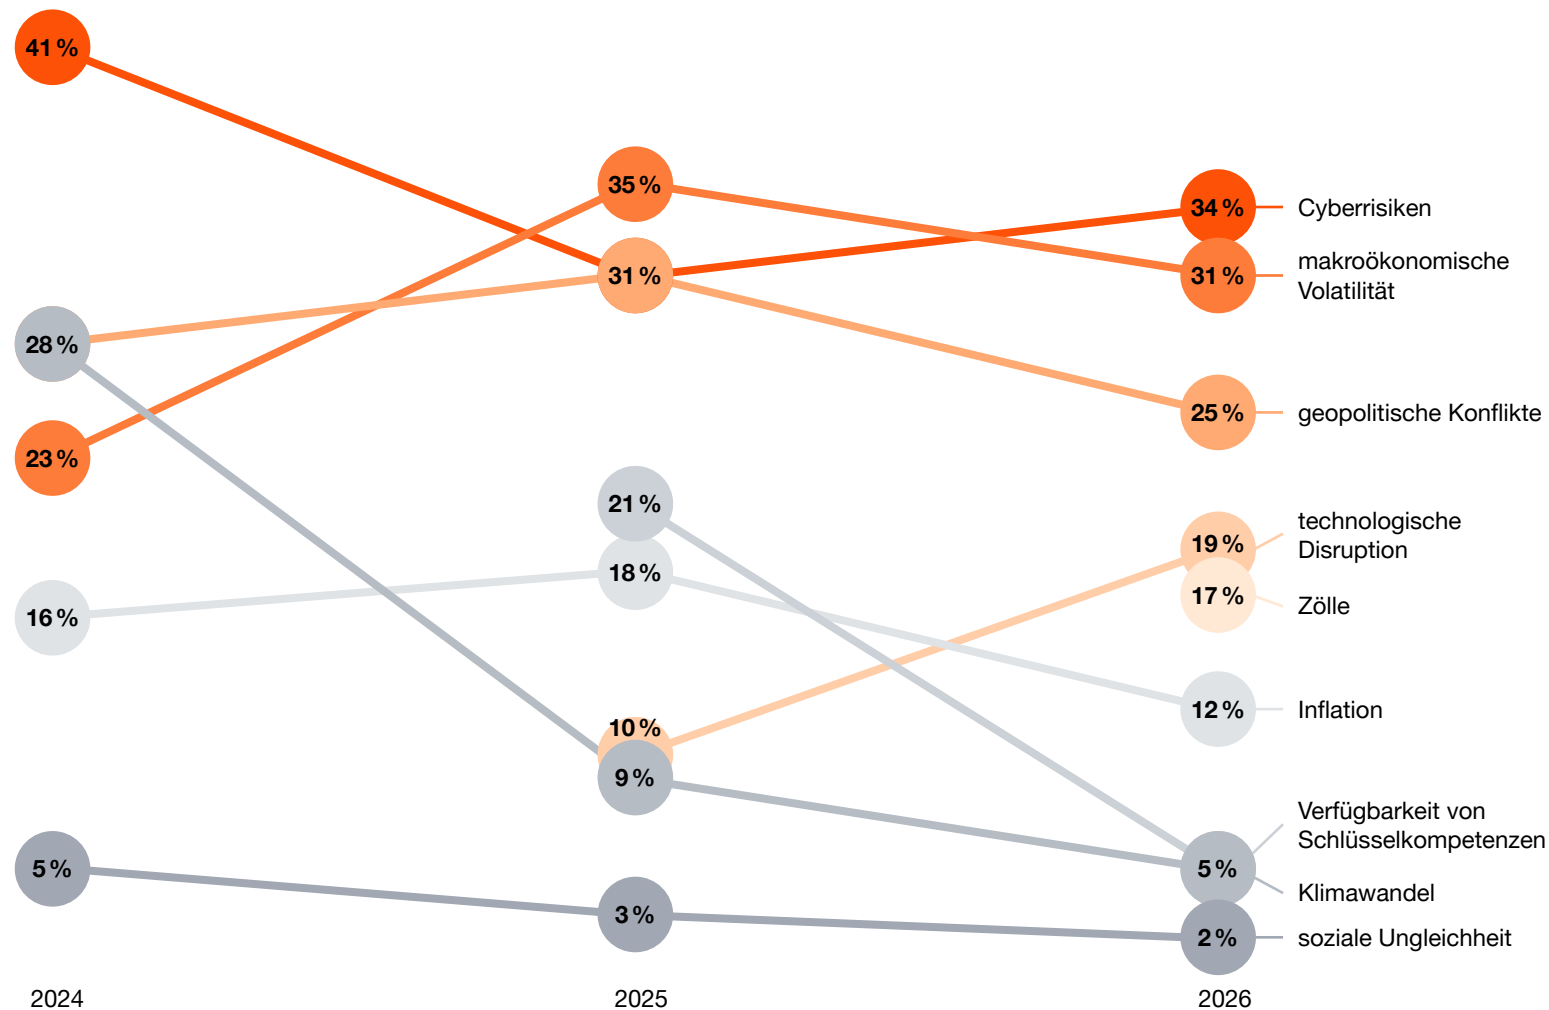 41 %
35 %
34 %
Cyberrisiken
31 %
31 %
makroökonomische
Volatilität
28 %
25 %
geopolitische Konflikte
23 %
21 %
19 %
technologische
Disruption
18 %
17 %
Zölle
16 %
12 %
Inflation
10 %
9 %
Verfügbarkeit von
Schlüsselkompetenzen
5 %
5 %
Klimawandel
3 %
2 %
soziale Ungleichheit
2024
2025
2026